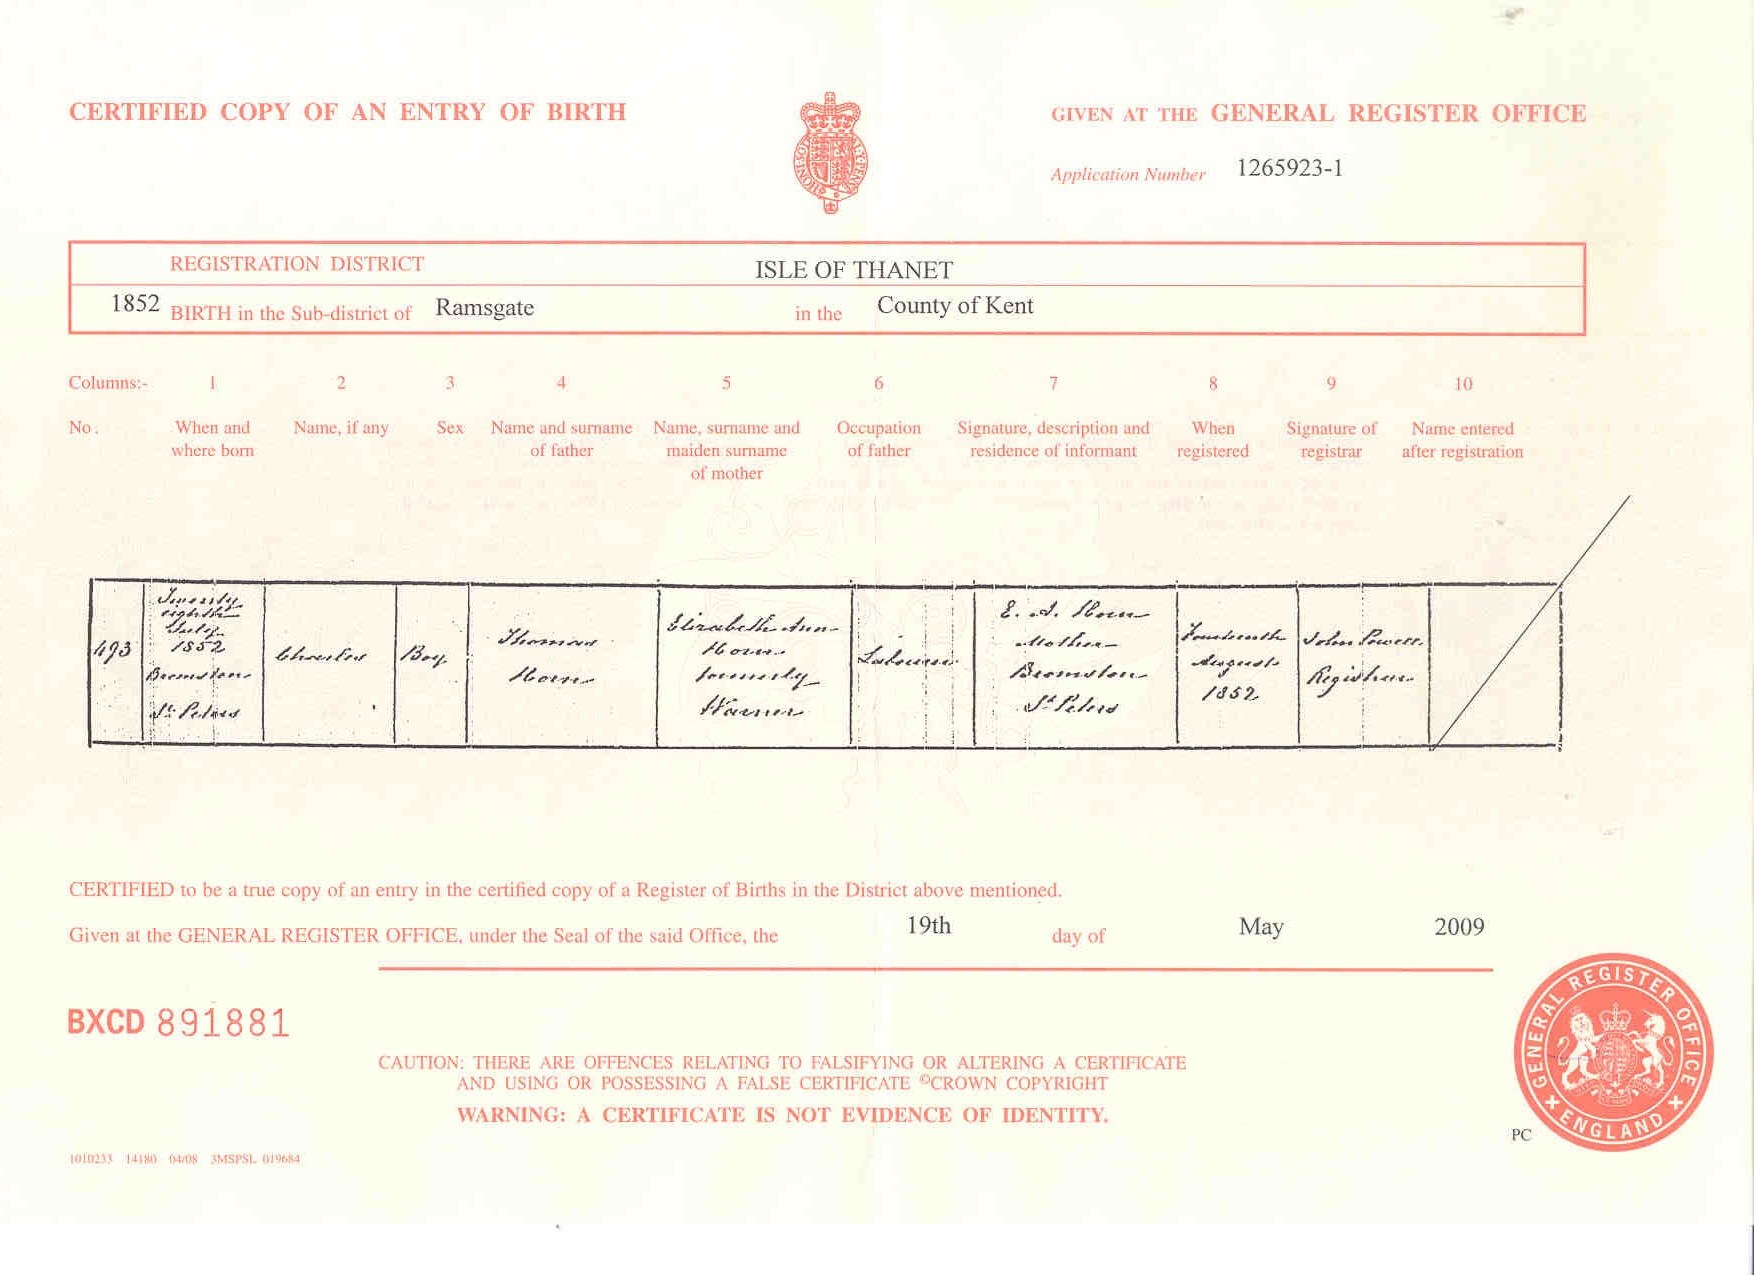 CERTIFIED COPY OF AN ENTRY OF BIRTH
GIVEN AT THE GENERAL REGISTER OFFICE
Application Number 1265923-1
REGISTRATION DISTRICT ISLE OF THANET
1852 BIRTH in the Sub-district of Ramsgate in the County of Kent
Columns:- 1 2 3 4 5 6 7 8 9 10
No. When and Name, if any Sex Name and surname Name, surname and Occupation Signature, description and When Signature of Name entered
where born of father maiden surname of father residence of informant registered registrar after registration
of mother
493
Twenty
eighth
July
1852
Bromston
St. Peters
Charles
Boy
Thomas
Horn
Elizabeth Ann
Horn
formerly
Warner
Labourer
E. A. Horn
Mother
Bromston
St. Peters
Fourteenth
August
1852
John Powell
Registrar
CERTIFIED to be a true copy of an entry in the certified copy of a Register of Births in the District above mentioned.
Given at the GENERAL REGISTER OFFICE, under the Seal of the said Office, the 19th day of May 2009
BXCD 891881
CAUTION: THERE ARE OFFENCES RELATING TO FALSIFYING OR ALTERING A CERTIFICATE
AND USING OR POSSESSING A FALSE CERTIFICATE ©CROWN COPYRIGHT
WARNING: A CERTIFICATE IS NOT EVIDENCE OF IDENTITY.
GENERAL REGISTER OFFICE
ENGLAND
PC
1010233 14180 04/08 3MSPSL 019684